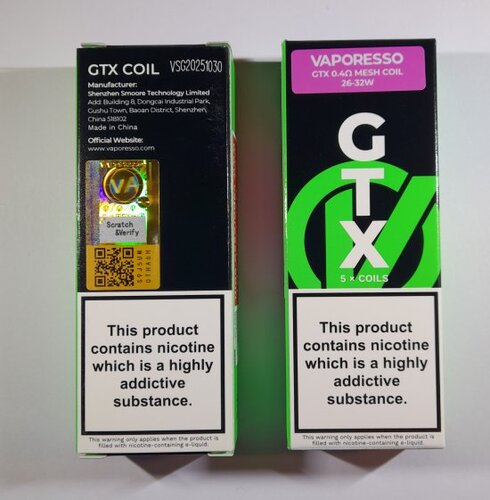 GTX COIL VSG20251030
Manufacturer:
Shenzhen Smoore Technology Limited
Add: Building 8, Dongcai Industrial Park,
Gushu Town, Baoan District, Shenzhen,
China 518102
Made in China
Official Website:
www.vaporesso.com
VA
Scratch
&Verify
This product
contains nicotine
which is a highly
addictive
substance.
This warning only applies when the product is
filled with nicotine-containing e-liquid.
VAPORESSO
GTX 0.4Ω MESH COIL
26-32W
GTX
5 × COILS
This product
contains nicotine
which is a highly
addictive
substance.
This warning only applies when the product is
filled with nicotine-containing e-liquid.